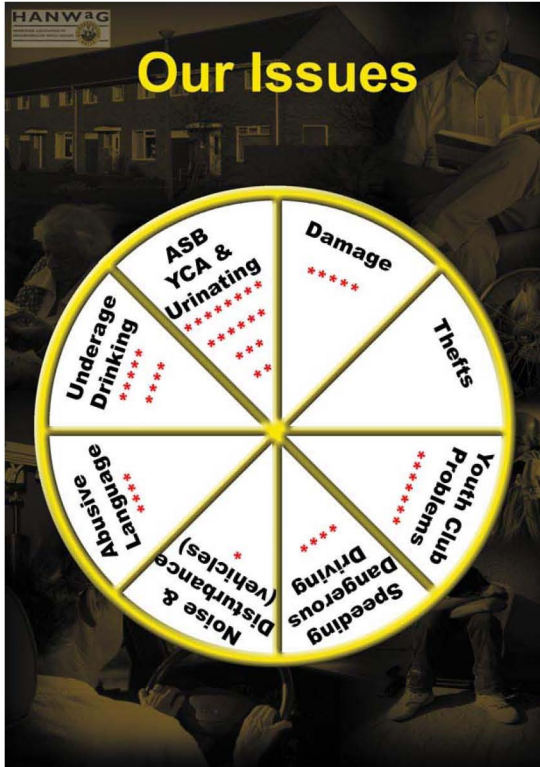 HANWaG
Our Issues
ASB
YCA &
Urinating
Damage
Thefts
Youth Club
Problems
Speeding
Dangerous
Driving
Noise &
Disturbance
(vehicles)
Abusive
Language
Underage
Drinking